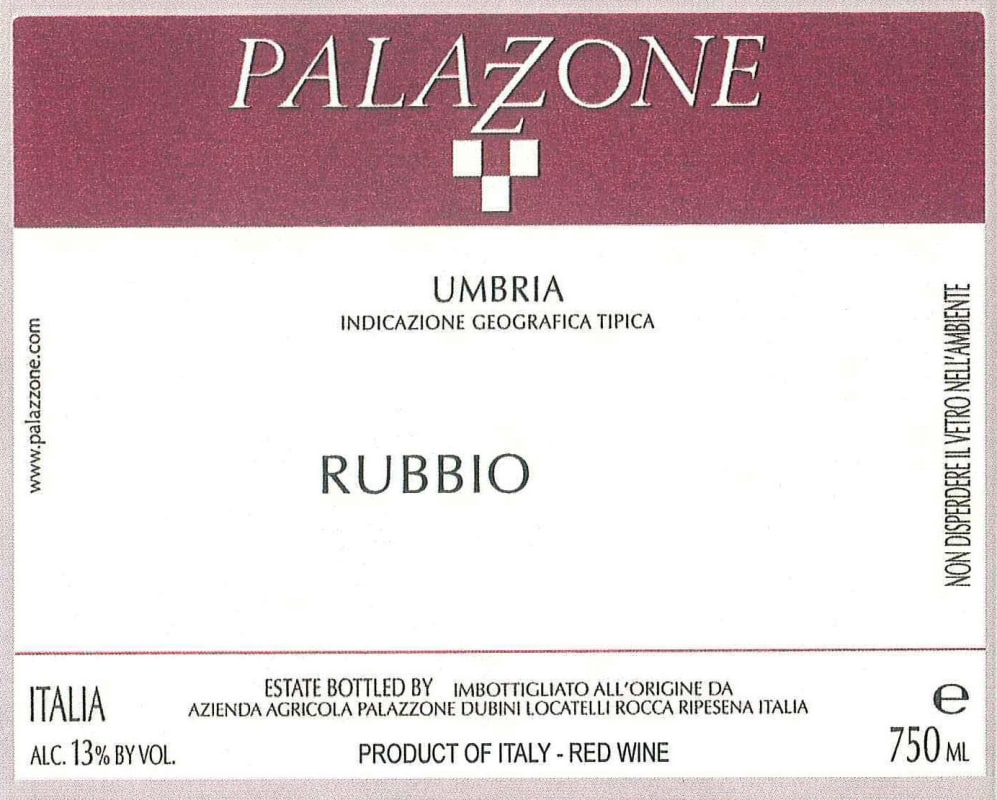 PALAZZONE
UMBRIA
INDICAZIONE GEOGRAFICA TIPICA
www.palazzone.com
RUBBIO
NON DISPERDERE IL VETRO NELL'AMBIENTE
ESTATE BOTTLED BY IMBOTTIGLIATO ALL'ORIGINE DA
AZIENDA AGRICOLA PALAZZONE DUBINI LOCATELLI ROCCA RIPESENA ITALIA
ITALIA
ALC. 13% BY VOL.
PRODUCT OF ITALY - RED WINE
e
750 ML